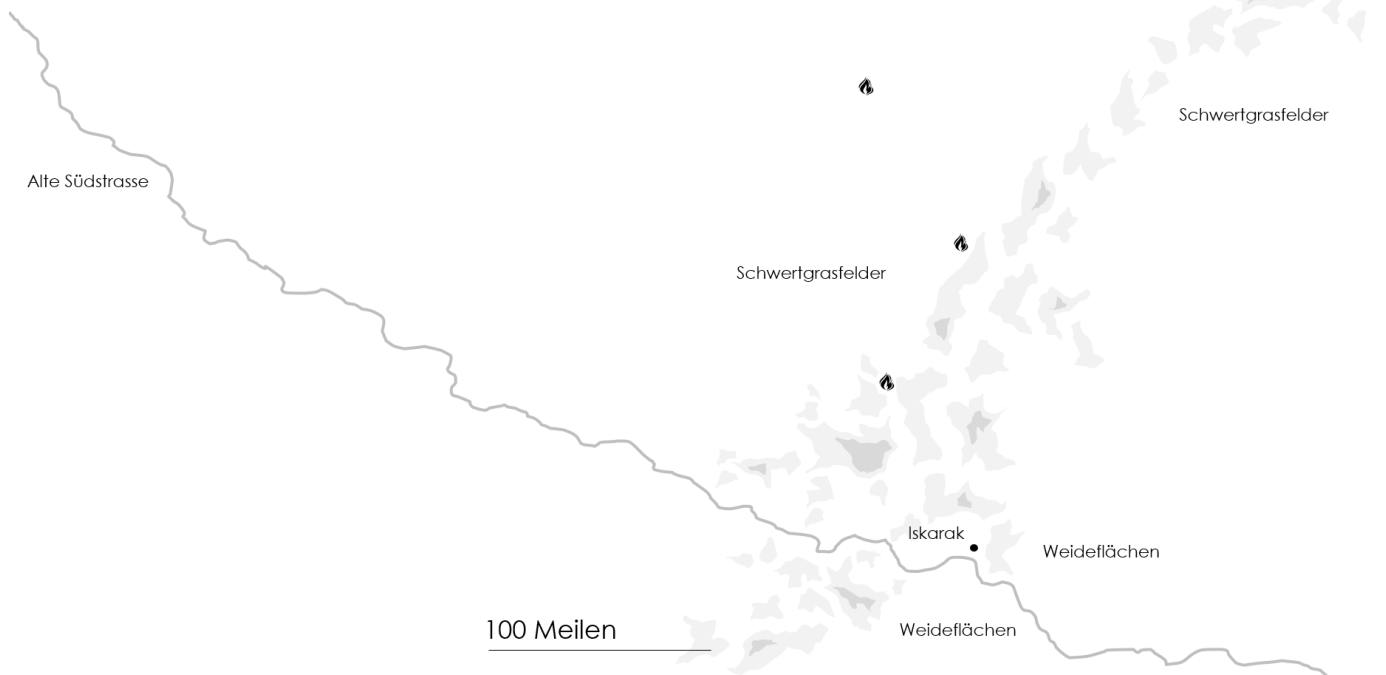 Schwertgrasfelder
Alte Südstrasse
Schwertgrasfelder
Iskarak
Weideflächen
100 Meilen
Weideflächen